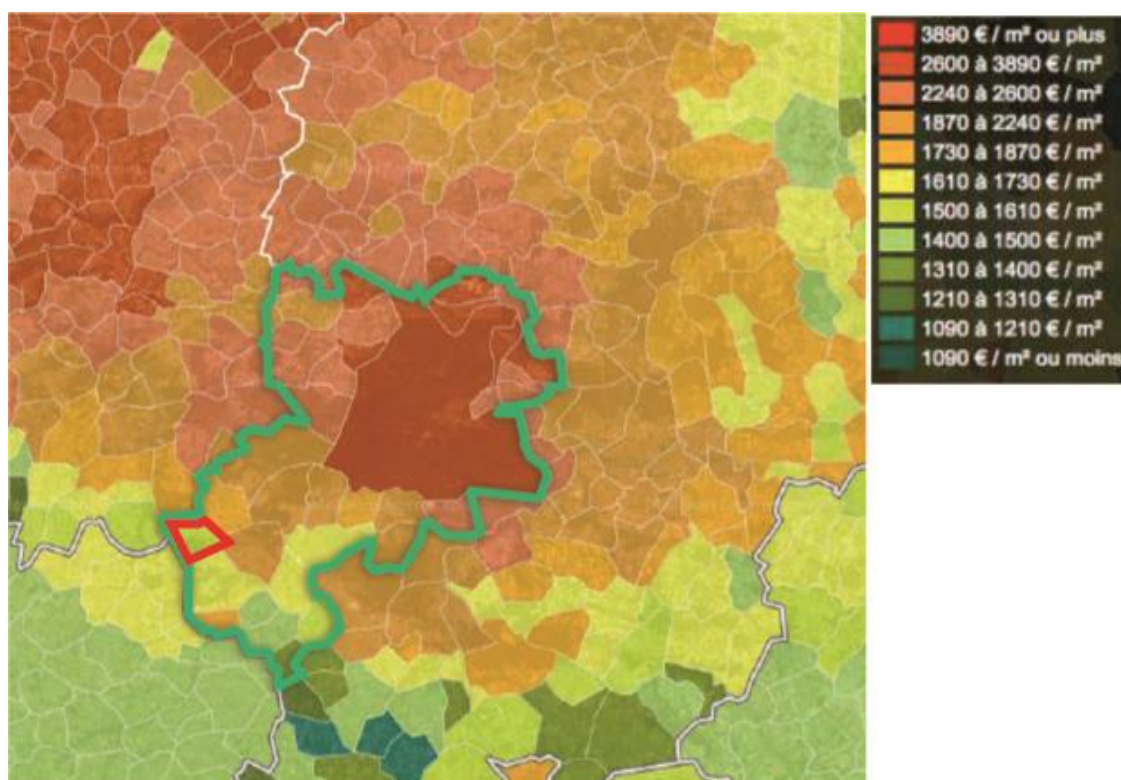 3890 € / m² ou plus
2600 à 3890 € / m²
2240 à 2600 € / m²
1870 à 2240 € / m²
1730 à 1870 € / m²
1610 à 1730 € / m²
1500 à 1610 € / m²
1400 à 1500 € / m²
1310 à 1400 € / m²
1210 à 1310 € / m²
1090 à 1210 € / m²
1090 € / m² ou moins